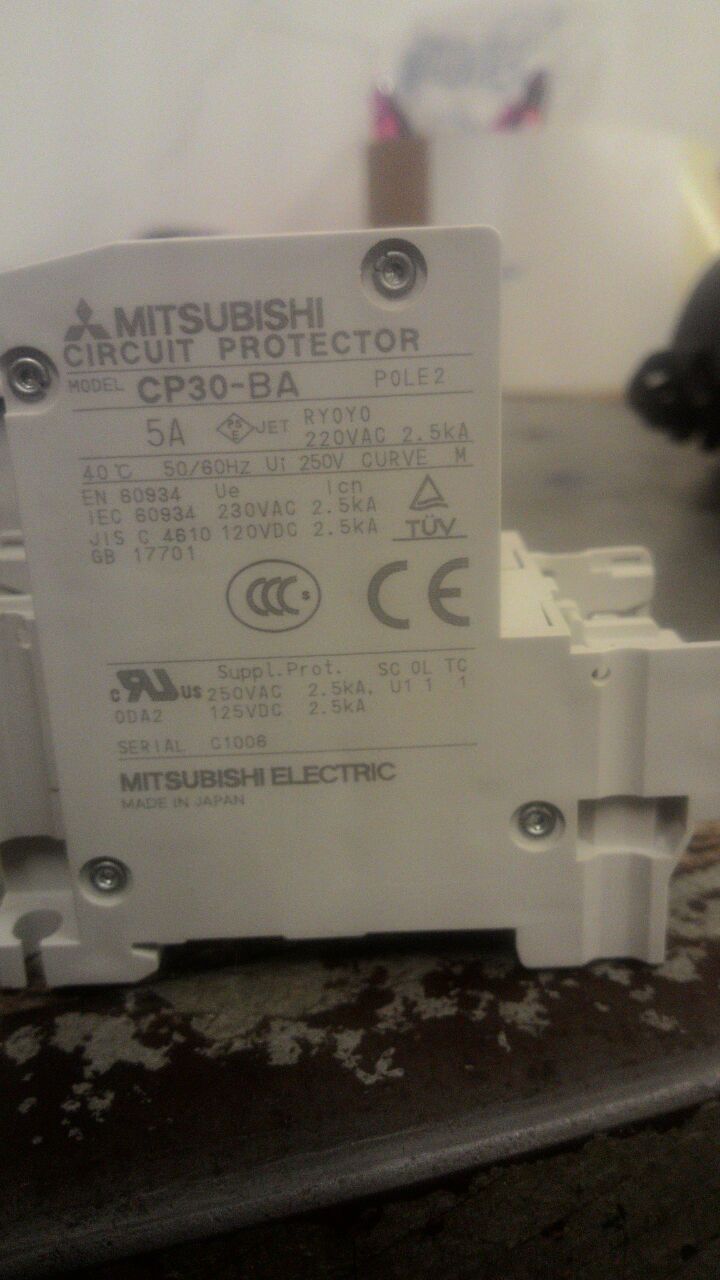 MITSUBISHI
CIRCUIT PROTECTOR
MODEL CP30-BA POLE2
5A PS E JET RYOYO
220VAC 2.5kA
40℃ 50/60Hz Ui 250V CURVE M
EN 60934 Ue Icn
IEC 60934 230VAC 2.5kA
JIS C 4610 120VDC 2.5kA TÜV
GB 17701
CCC S CE
c RU US Suppl.Prot. SC OL TC
250VAC 2.5kA, U1 1 1
ODA2 125VDC 2.5kA
SERIAL C1006
MITSUBISHI ELECTRIC
MADE IN JAPAN